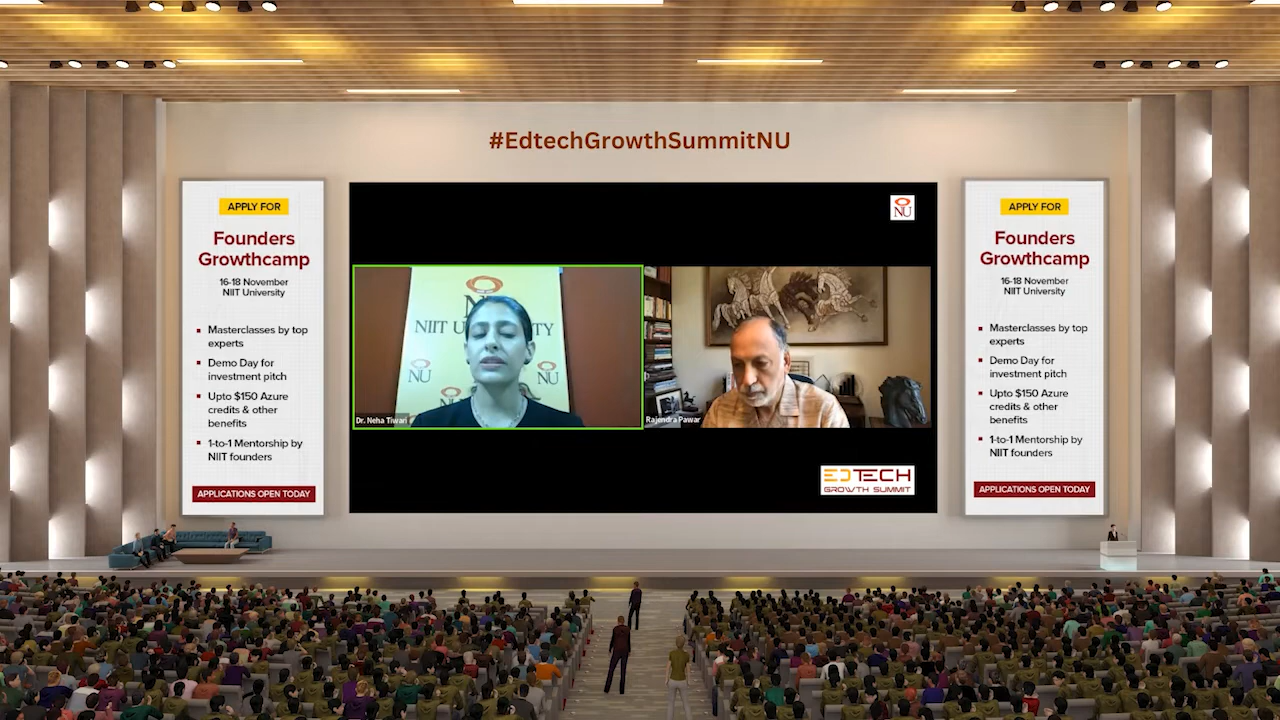 #EdtechGrowthSummitNU
APPLY FOR
Founders
Growthcamp
16-18 November
NIIT University
Masterclasses by top
experts
Demo Day for
investment pitch
Upto $150 Azure
credits & other
benefits
1-to-1 Mentorship by
NIIT founders
APPLICATIONS OPEN TODAY
NU
NIIT U
TY
NU
NU
Dr. Neha Tiwari
Rajendra Pawar
EDTECH
GROWTH SUMMIT
APPLY FOR
Founders
Growthcamp
16-18 November
NIIT University
Masterclasses by top
experts
Demo Day for
investment pitch
Upto $150 Azure
credits & other
benefits
1-to-1 Mentorship by
NIIT founders
APPLICATIONS OPEN TODAY